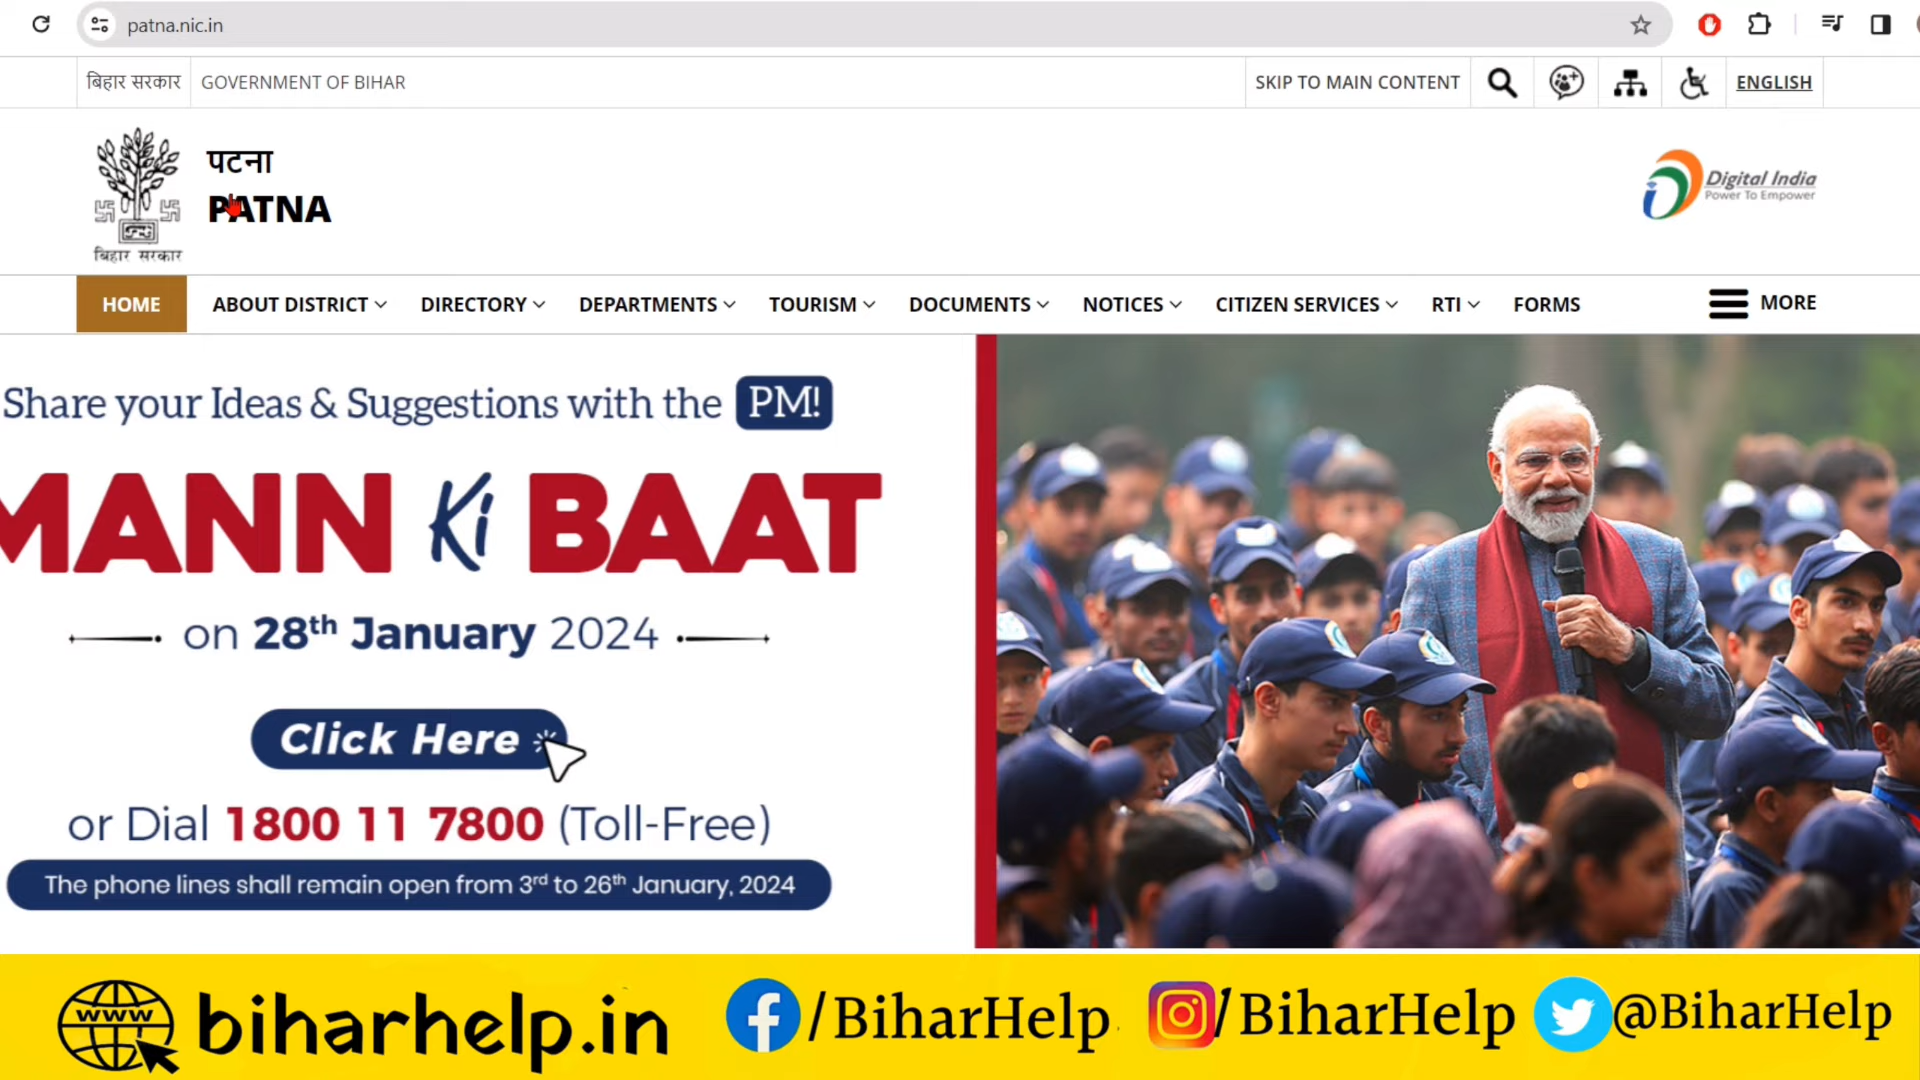 patna.nic.in
बिहार सरकार GOVERNMENT OF BIHAR SKIP TO MAIN CONTENT ENGLISH
पटना
PATNA
बिहार सरकार
Digital India
Power To Empower
HOME ABOUT DISTRICT DIRECTORY DEPARTMENTS TOURISM DOCUMENTS NOTICES CITIZEN SERVICES RTI FORMS MORE
Share your Ideas & Suggestions with the PM!
MANN Ki BAAT
on 28th January 2024
Click Here
or Dial 1800 11 7800 (Toll-Free)
The phone lines shall remain open from 3rd to 26th January, 2024
www biharhelp.in /BiharHelp /BiharHelp @BiharHelp